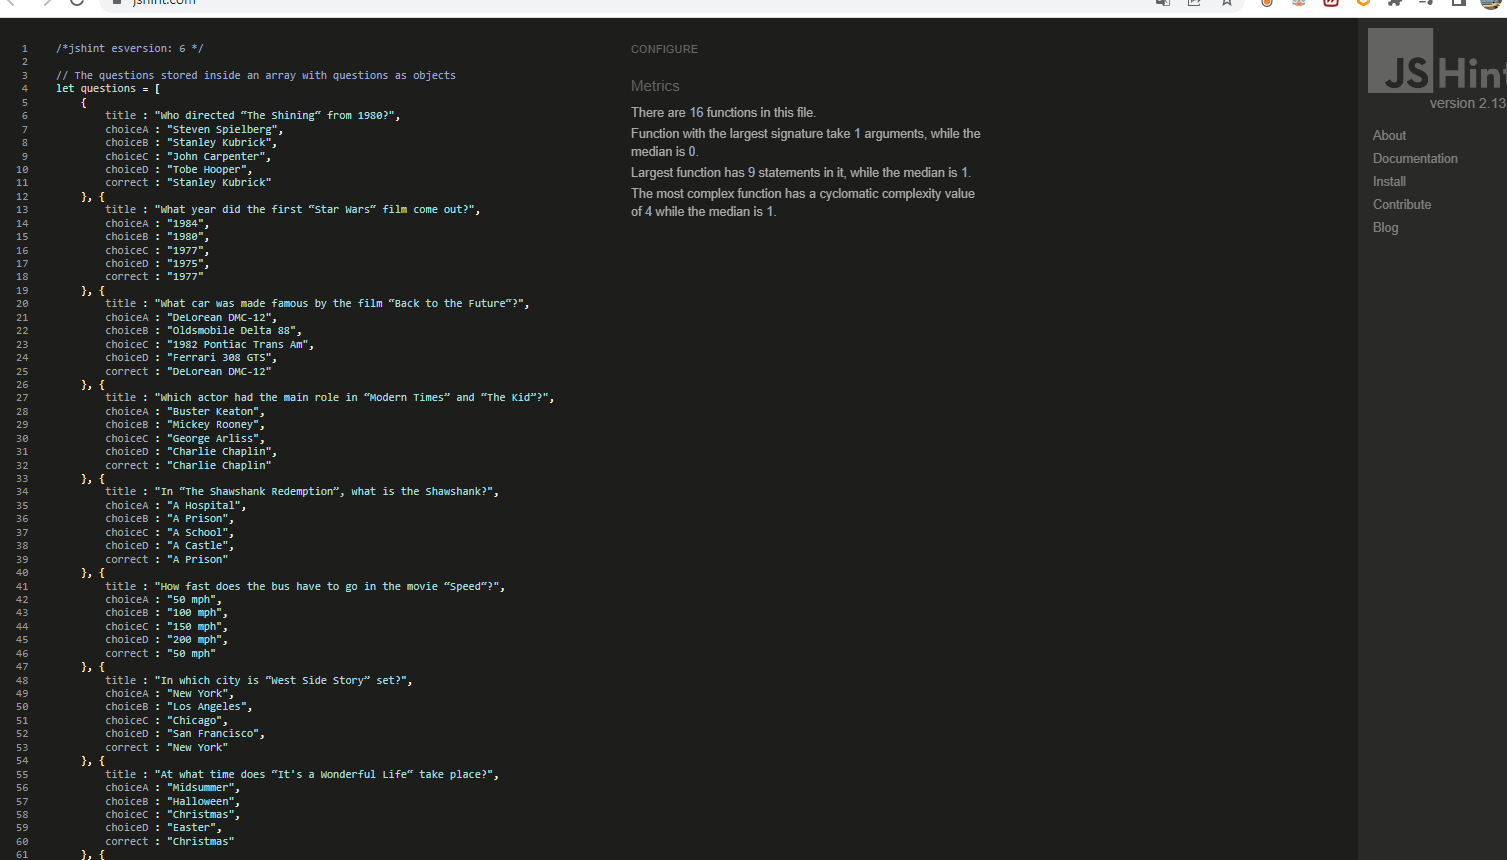 jshint.com
1 /*jshint esversion: 6 */
2
3 // The questions stored inside an array with questions as objects
4 let questions = [
5 {
6 title : "Who directed “The Shining“ from 1980?",
7 choiceA : "Steven Spielberg",
8 choiceB : "Stanley Kubrick",
9 choiceC : "John Carpenter",
10 choiceD : "Tobe Hooper",
11 correct : "Stanley Kubrick"
12 }, {
13 title : "What year did the first “Star Wars“ film come out?",
14 choiceA : "1984",
15 choiceB : "1980",
16 choiceC : "1977",
17 choiceD : "1975",
18 correct : "1977"
19 }, {
20 title : "What car was made famous by the film “Back to the Future“?",
21 choiceA : "DeLorean DMC-12",
22 choiceB : "Oldsmobile Delta 88",
23 choiceC : "1982 Pontiac Trans Am",
24 choiceD : "Ferrari 308 GTS",
25 correct : "DeLorean DMC-12"
26 }, {
27 title : "Which actor had the main role in “Modern Times” and “The Kid”?",
28 choiceA : "Buster Keaton",
29 choiceB : "Mickey Rooney",
30 choiceC : "George Arliss",
31 choiceD : "Charlie Chaplin",
32 correct : "Charlie Chaplin"
33 }, {
34 title : "In “The Shawshank Redemption”, what is the Shawshank?",
35 choiceA : "A Hospital",
36 choiceB : "A Prison",
37 choiceC : "A School",
38 choiceD : "A Castle",
39 correct : "A Prison"
40 }, {
41 title : "How fast does the bus have to go in the movie “Speed“?",
42 choiceA : "50 mph",
43 choiceB : "100 mph",
44 choiceC : "150 mph",
45 choiceD : "200 mph",
46 correct : "50 mph"
47 }, {
48 title : "In which city is “West Side Story” set?",
49 choiceA : "New York",
50 choiceB : "Los Angeles",
51 choiceC : "Chicago",
52 choiceD : "San Francisco",
53 correct : "New York"
54 }, {
55 title : "At what time does “It's a Wonderful Life“ take place?",
56 choiceA : "Midsummer",
57 choiceB : "Halloween",
58 choiceC : "Christmas",
59 choiceD : "Easter",
60 correct : "Christmas"
61 }, {
CONFIGURE
Metrics
There are 16 functions in this file.
Function with the largest signature take 1 arguments, while the
median is 0.
Largest function has 9 statements in it, while the median is 1.
The most complex function has a cyclomatic complexity value
of 4 while the median is 1.
JSHint
version 2.13
About
Documentation
Install
Contribute
Blog